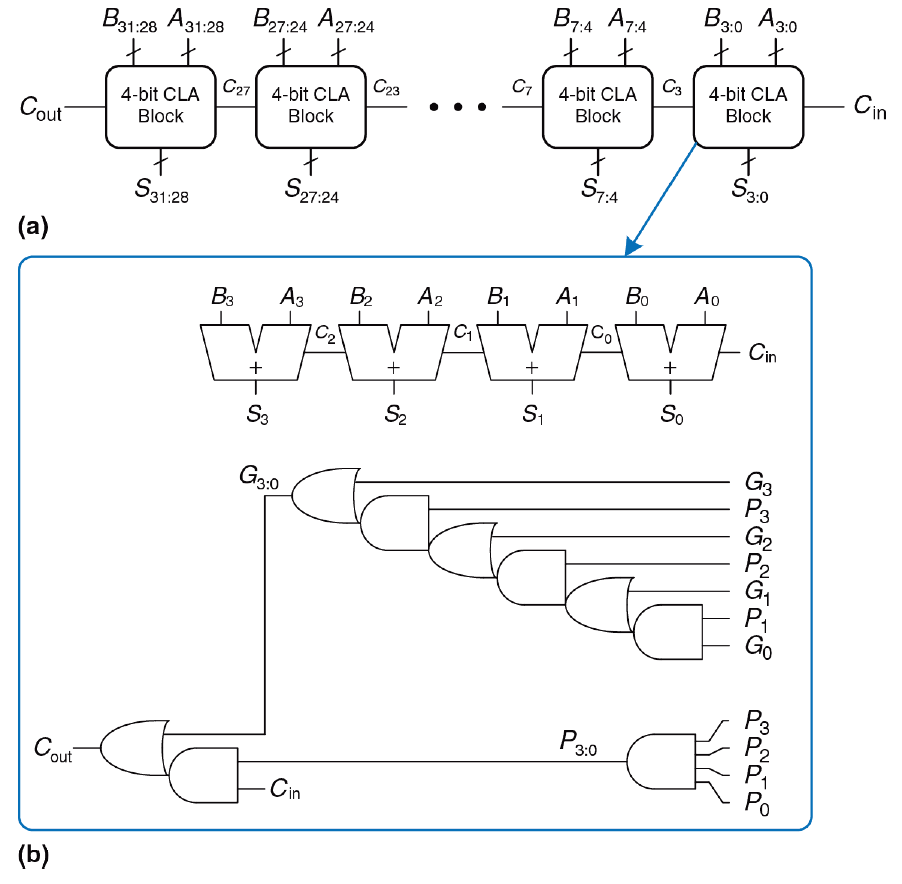 B31:28 A31:28 B27:24 A27:24 B7:4 A7:4 B3:0 A3:0
Cout 4-bit CLA Block C27 4-bit CLA Block C23 • • • C7 4-bit CLA Block C3 4-bit CLA Block Cin
S31:28 S27:24 S7:4 S3:0
(a)
B3 A3 B2 A2 B1 A1 B0 A0
C2 C1 C0 Cin
+ + + +
S3 S2 S1 S0
G3:0 G3
P3
G2
P2
G1
P1
G0
Cout P3:0 P3
P2
Cin P1
P0
(b)